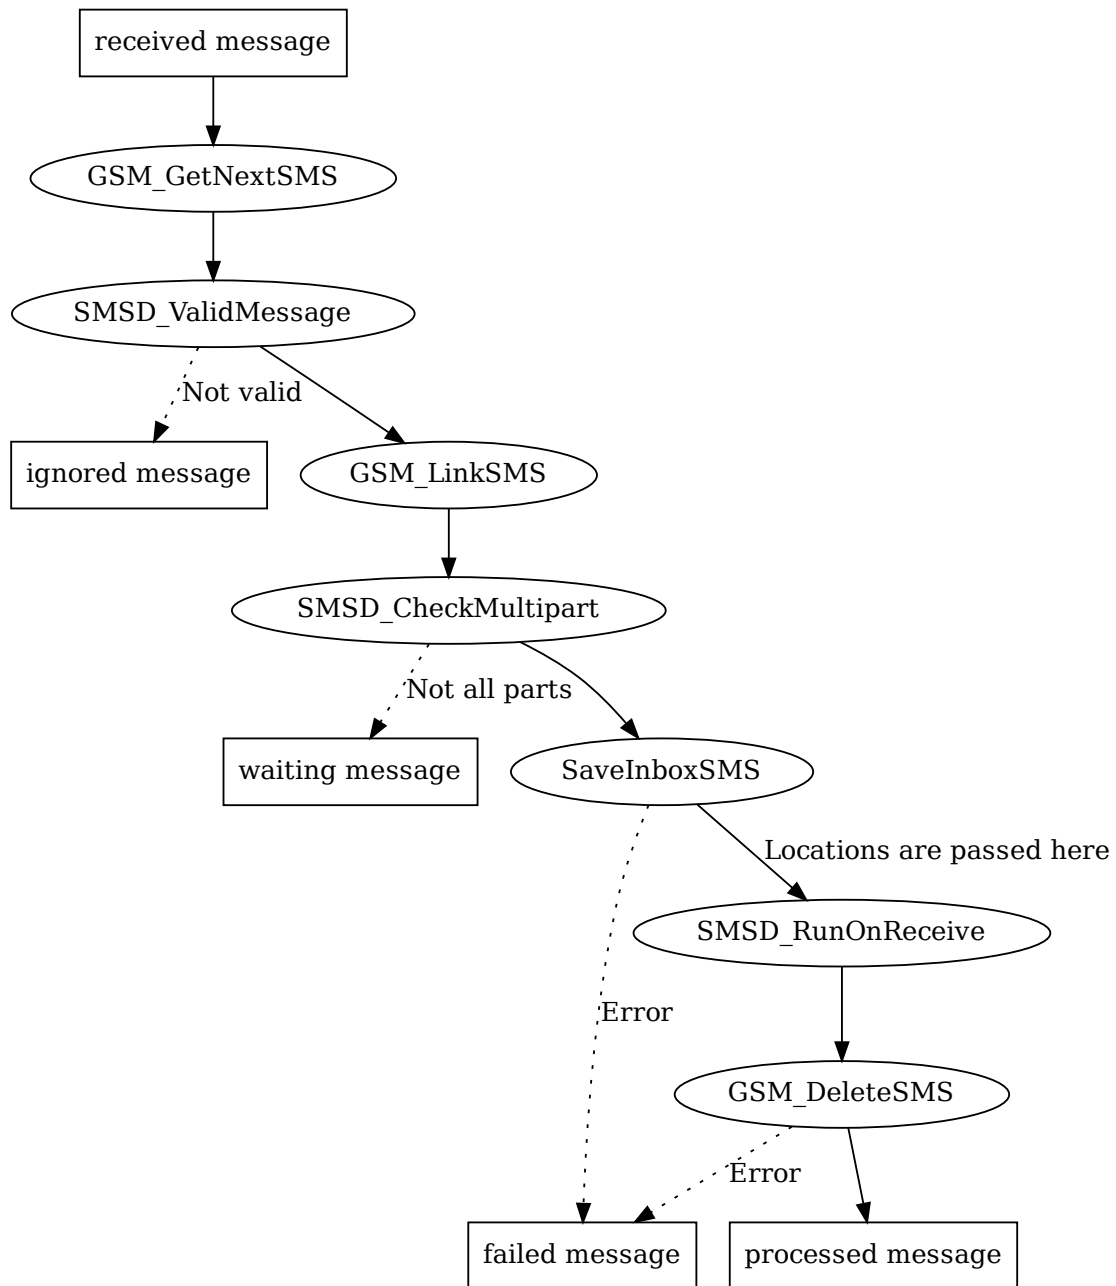 received message
GSM_GetNextSMS
SMSD_ValidMessage
Not valid
ignored message
GSM_LinkSMS
SMSD_CheckMultipart
Not all parts
waiting message
SaveInboxSMS
Locations are passed here
SMSD_RunOnReceive
Error
GSM_DeleteSMS
Error
failed message
processed message